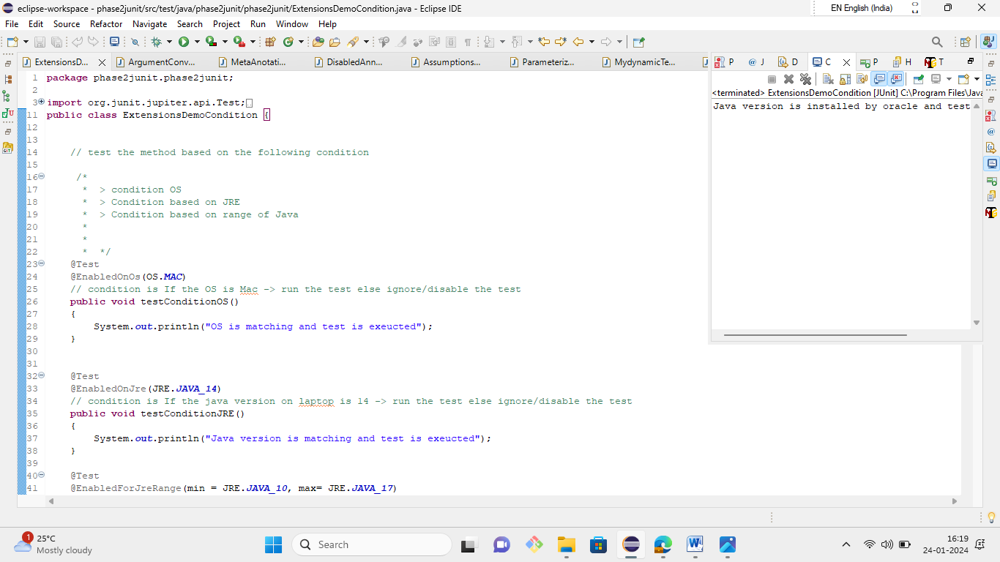 eclipse-workspace - phase2junit/src/test/java/phase2junit/phase2junit/ExtensionsDemoCondition.java - Eclipse IDE
EN English (India)
File Edit Source Refactor Navigate Search Project Run Window Help
ExtensionsD... ArgumentConv... MetaAnotati... DisabledAnn... Assumptions... Parameteriz... MydynamicTe...
P J D C P H T
<terminated> ExtensionsDemoCondition [JUnit] C:\Program Files\Java
Java version is installed by oracle and test
1 package phase2junit.phase2junit;
2
3 import org.junit.jupiter.api.Test;
11 public class ExtensionsDemoCondition {
12
13
14 // test the method based on the following condition
15
16 /*
17 * > condition OS
18 * > Condition based on JRE
19 * > Condition based on range of Java
20 *
21 *
22 * */
23 @Test
24 @EnabledOnOs(OS.MAC)
25 // condition is If the OS is Mac -> run the test else ignore/disable the test
26 public void testConditionOS()
27 {
28 System.out.println("OS is matching and test is exeucted");
29 }
30
31
32 @Test
33 @EnabledOnJre(JRE.JAVA_14)
34 // condition is If the java version on laptop is 14 -> run the test else ignore/disable the test
35 public void testConditionJRE()
36 {
37 System.out.println("Java version is matching and test is exeucted");
38 }
39
40 @Test
41 @EnabledForJreRange(min = JRE.JAVA_10, max= JRE.JAVA_17)
1
25°C
Mostly cloudy
Search
16:19
24-01-2024